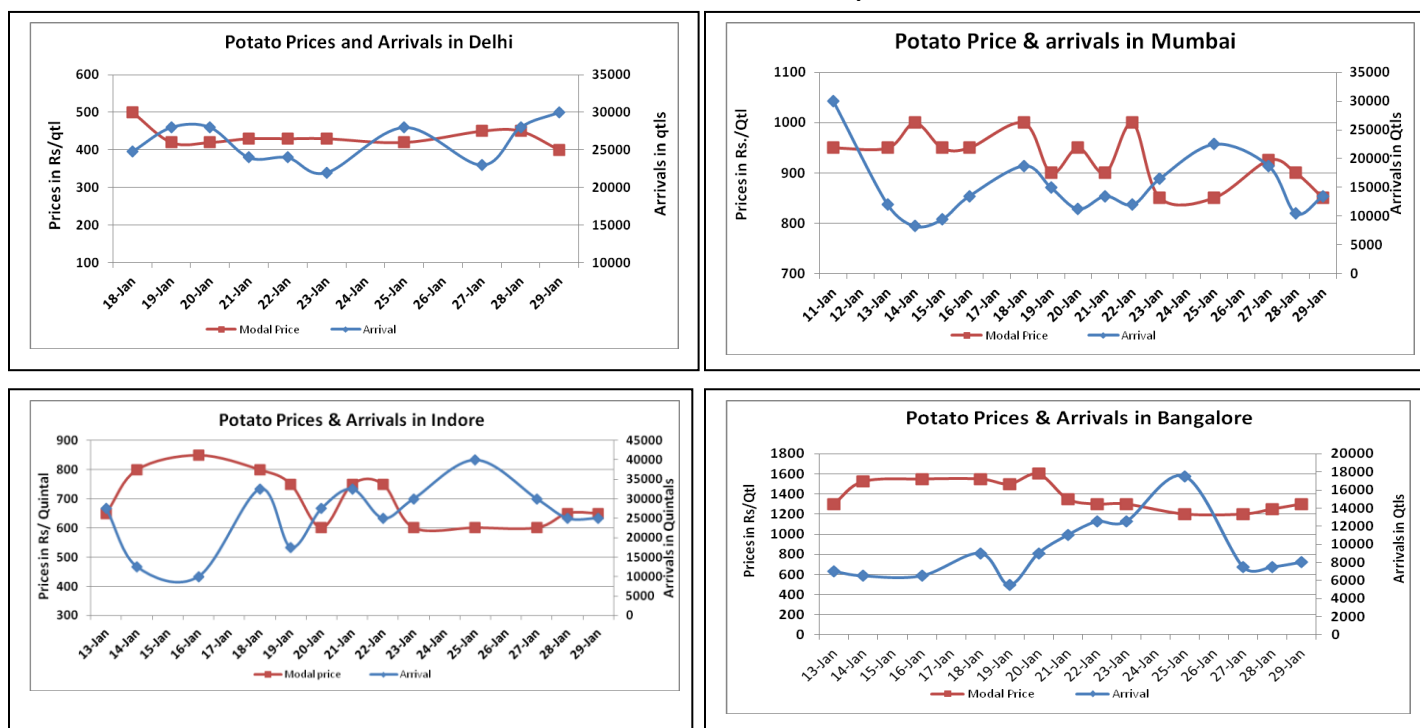 Potato Prices and Arrivals in Delhi
Prices in Rs/qtl
600
500
400
300
200
100
35000
30000
25000
20000
15000
10000
Arrivals in qtls
18-Jan
19-Jan
20-Jan
21-Jan
22-Jan
23-Jan
24-Jan
25-Jan
26-Jan
27-Jan
28-Jan
29-Jan
Modal Price
Arrival
Potato Price & arrivals in Mumbai
Prices in Rs,/Qtl
1100
1000
900
800
700
35000
30000
25000
20000
15000
10000
5000
0
Arrivals in Qtls
11-Jan
12-Jan
13-Jan
14-Jan
15-Jan
16-Jan
17-Jan
18-Jan
19-Jan
20-Jan
21-Jan
22-Jan
23-Jan
24-Jan
25-Jan
26-Jan
27-Jan
28-Jan
29-Jan
Modal Price
Arrival
Potato Prices & Arrivals in Indore
Prices in Rs/ Quintal
900
800
700
600
500
400
300
45000
40000
35000
30000
25000
20000
15000
10000
5000
0
Arrivals in Quintals
13-Jan
14-Jan
15-Jan
16-Jan
17-Jan
18-Jan
19-Jan
20-Jan
21-Jan
22-Jan
23-Jan
24-Jan
25-Jan
26-Jan
27-Jan
28-Jan
29-Jan
Modal price
Arrival
Potato Prices & Arrivals in Bangalore
Prices in Rs/Qtl
1800
1600
1400
1200
1000
800
600
400
200
0
20000
18000
16000
14000
12000
10000
8000
6000
4000
2000
0
Arrivals in Qtls
13-Jan
14-Jan
15-Jan
16-Jan
17-Jan
18-Jan
19-Jan
20-Jan
21-Jan
22-Jan
23-Jan
24-Jan
25-Jan
26-Jan
27-Jan
28-Jan
29-Jan
Modal Price
Arrival